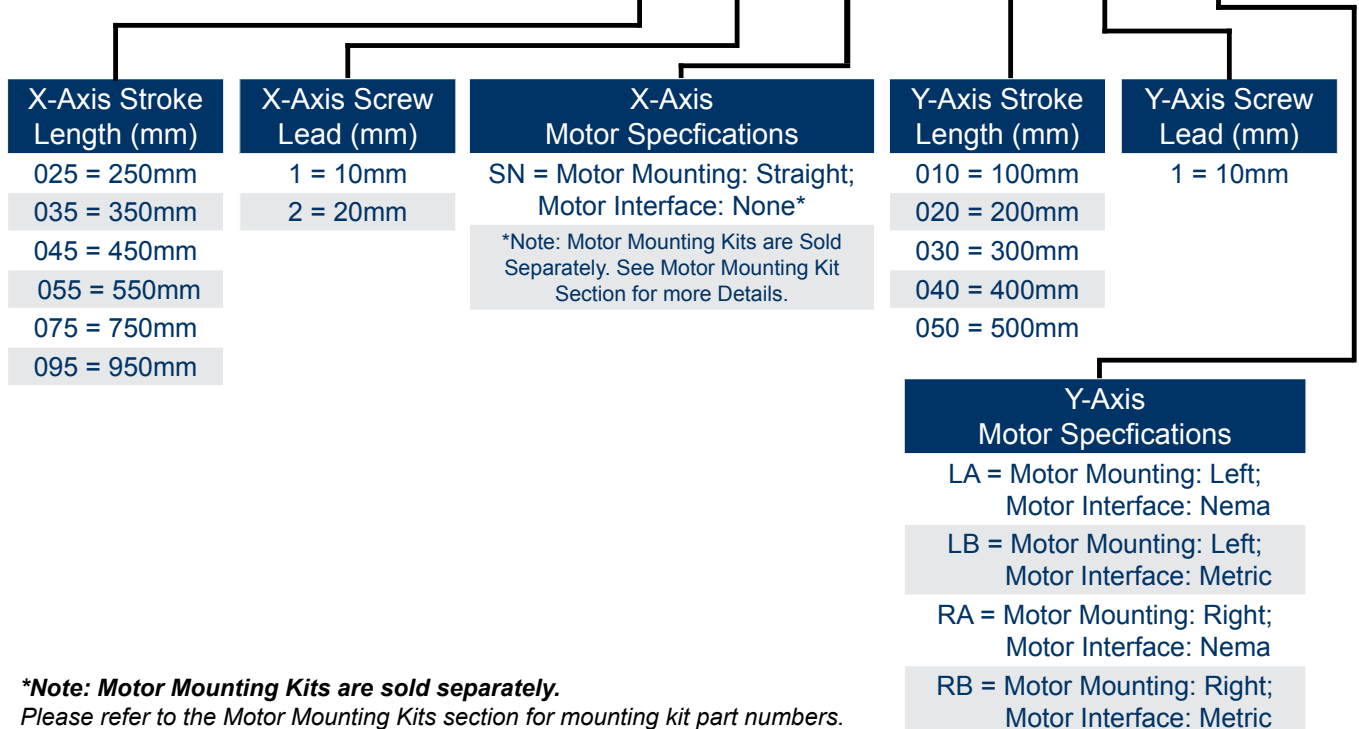 X-Axis Stroke
Length (mm)
025 = 250mm
035 = 350mm
045 = 450mm
055 = 550mm
075 = 750mm
095 = 950mm
X-Axis Screw
Lead (mm)
1 = 10mm
2 = 20mm
X-Axis
Motor Specfications
SN = Motor Mounting: Straight;
Motor Interface: None*
*Note: Motor Mounting Kits are Sold
Separately. See Motor Mounting Kit
Section for more Details.
Y-Axis Stroke
Length (mm)
010 = 100mm
020 = 200mm
030 = 300mm
040 = 400mm
050 = 500mm
Y-Axis Screw
Lead (mm)
1 = 10mm
Y-Axis
Motor Specfications
LA = Motor Mounting: Left;
Motor Interface: Nema
LB = Motor Mounting: Left;
Motor Interface: Metric
RA = Motor Mounting: Right;
Motor Interface: Nema
RB = Motor Mounting: Right;
Motor Interface: Metric
*Note: Motor Mounting Kits are sold separately.
Please refer to the Motor Mounting Kits section for mounting kit part numbers.